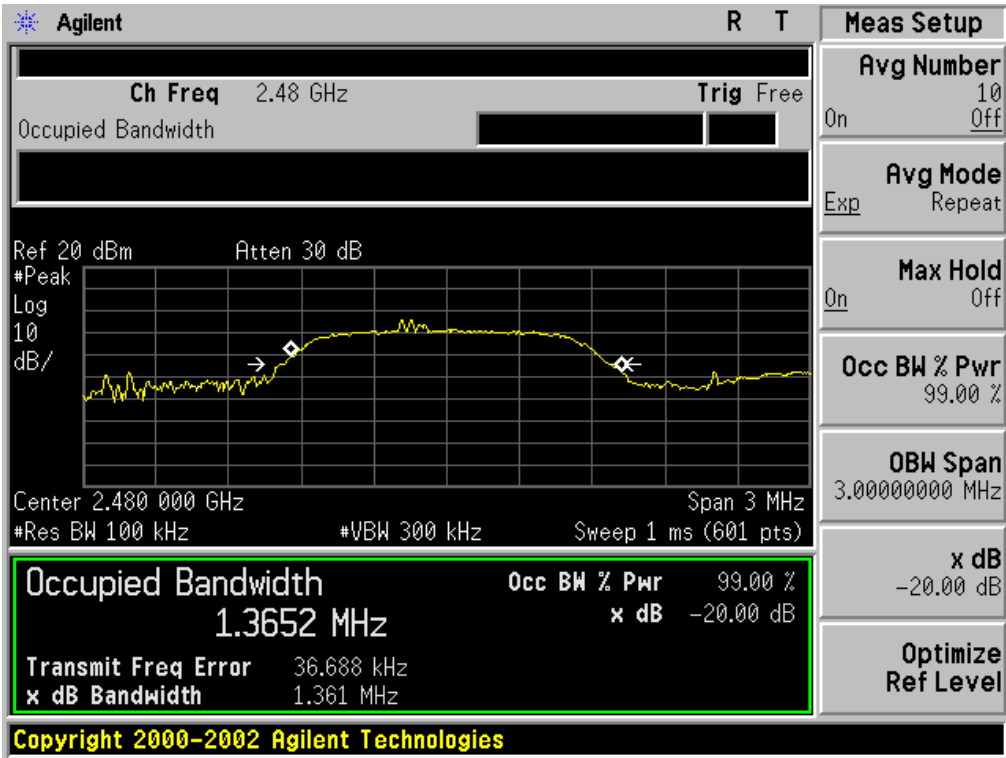 Agilent R T
Ch Freq 2.48 GHz Trig Free
Occupied Bandwidth
Ref 20 dBm Atten 30 dB
#Peak
Log
10
dB/
Center 2.480 000 GHz Span 3 MHz
#Res BW 100 kHz #VBW 300 kHz Sweep 1 ms (601 pts)
Occupied Bandwidth Occ BW % Pwr 99.00 %
1.3652 MHz x dB -20.00 dB
Transmit Freq Error 36.688 kHz
x dB Bandwidth 1.361 MHz
Copyright 2000-2002 Agilent Technologies
Meas Setup
Avg Number
10
On Off
Avg Mode
Exp Repeat
Max Hold
On Off
Occ BW % Pwr
99.00 %
OBW Span
3.00000000 MHz
x dB
-20.00 dB
Optimize
Ref Level